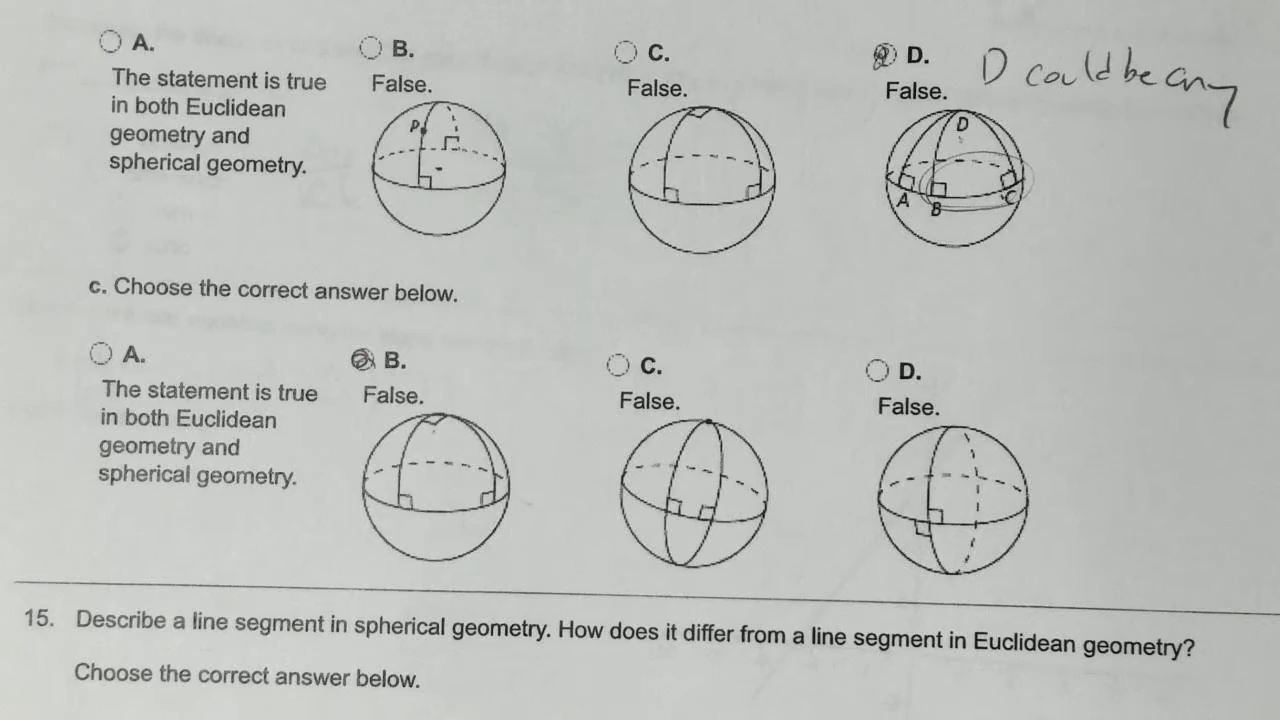 A.
The statement is true
in both Euclidean
geometry and
spherical geometry.
B.
False.
P
C.
False.
D.
False.
D
A
B
C
D could be any
c. Choose the correct answer below.
A.
The statement is true
in both Euclidean
geometry and
spherical geometry.
B.
False.
C.
False.
D.
False.
15. Describe a line segment in spherical geometry. How does it differ from a line segment in Euclidean geometry?
Choose the correct answer below.